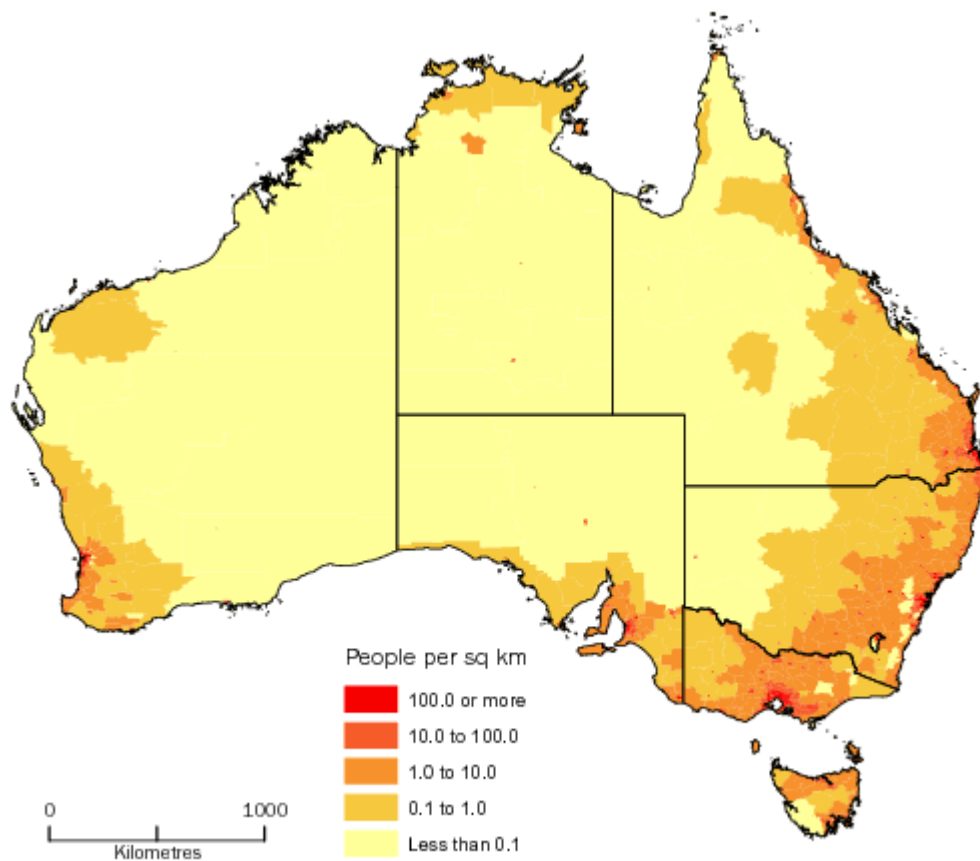 People per sq km
100.0 or more
10.0 to 100.0
1.0 to 10.0
0.1 to 1.0
Less than 0.1
0 1000
Kilometres